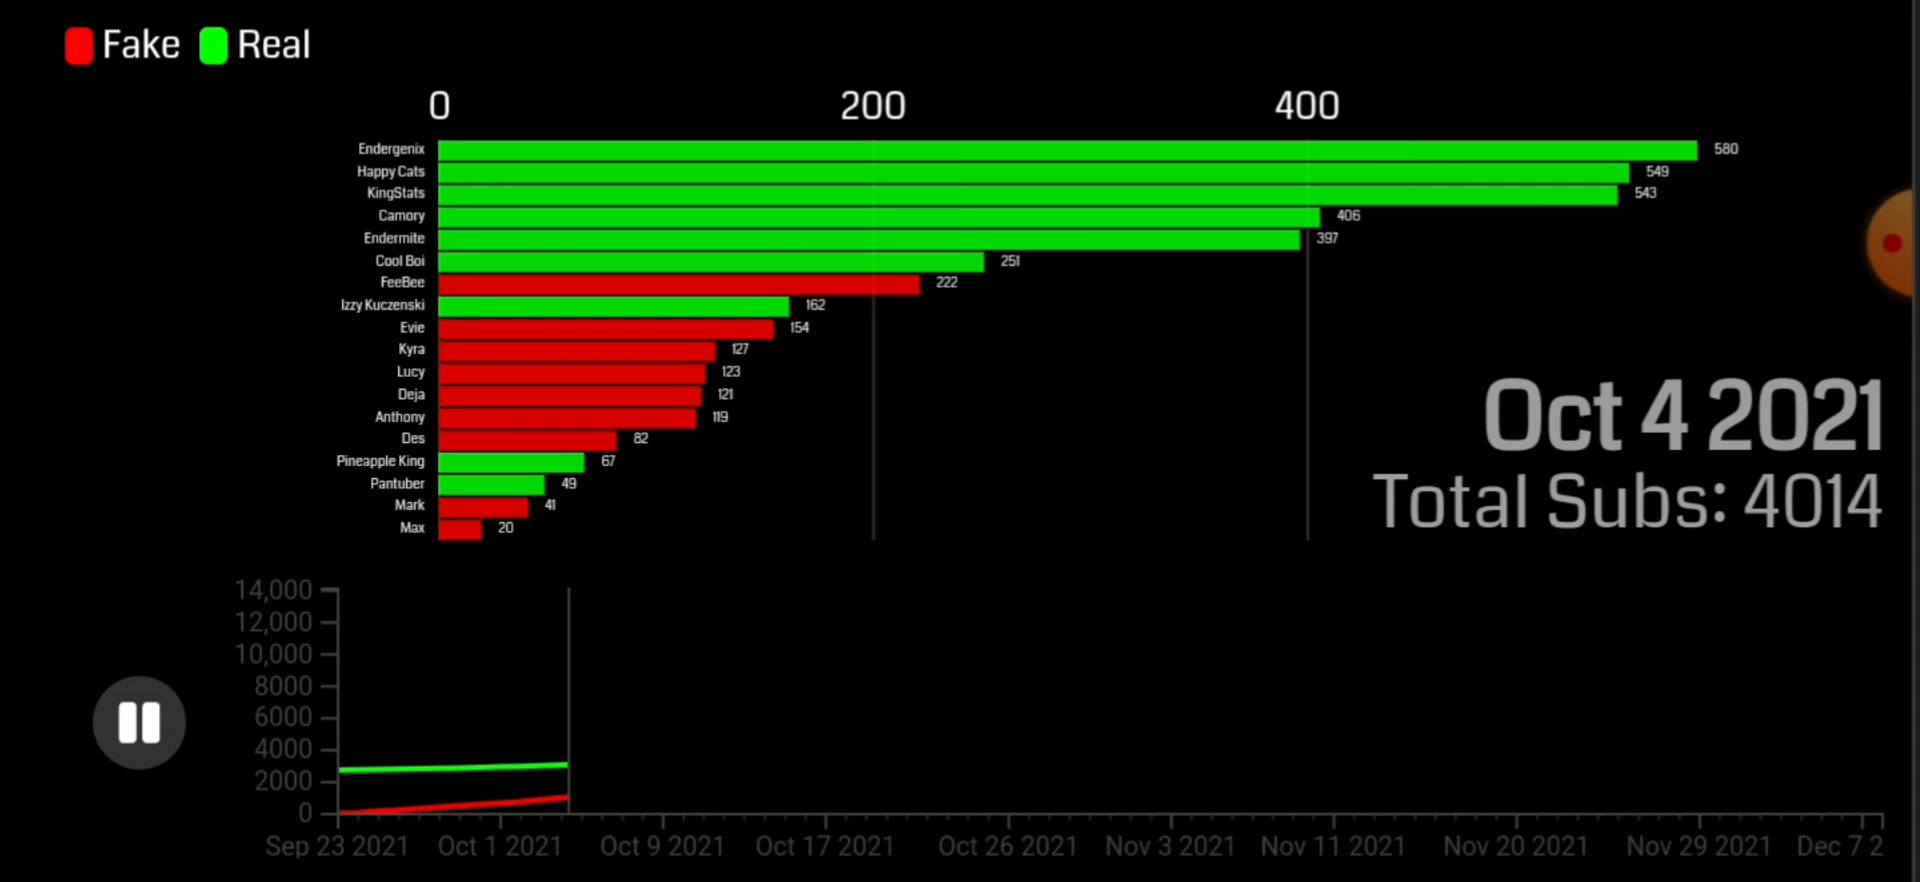 Fake Real
0 200 400
Endergenix 580
Happy Cats 549
KingStats 543
Camory 406
Endermite 397
Cool Boi 251
FeeBee 222
Izzy Kuczenski 162
Evie 154
Kyra 127
Lucy 123
Deja 121
Anthony 119
Des 82
Pineapple King 67
Pantuber 49
Mark 41
Max 20
Oct 4 2021
Total Subs: 4014
14,000
12,000
10,000
8000
6000
4000
2000
0
Sep 23 2021 Oct 1 2021 Oct 9 2021 Oct 17 2021 Oct 26 2021 Nov 3 2021 Nov 11 2021 Nov 20 2021 Nov 29 2021 Dec 7 2